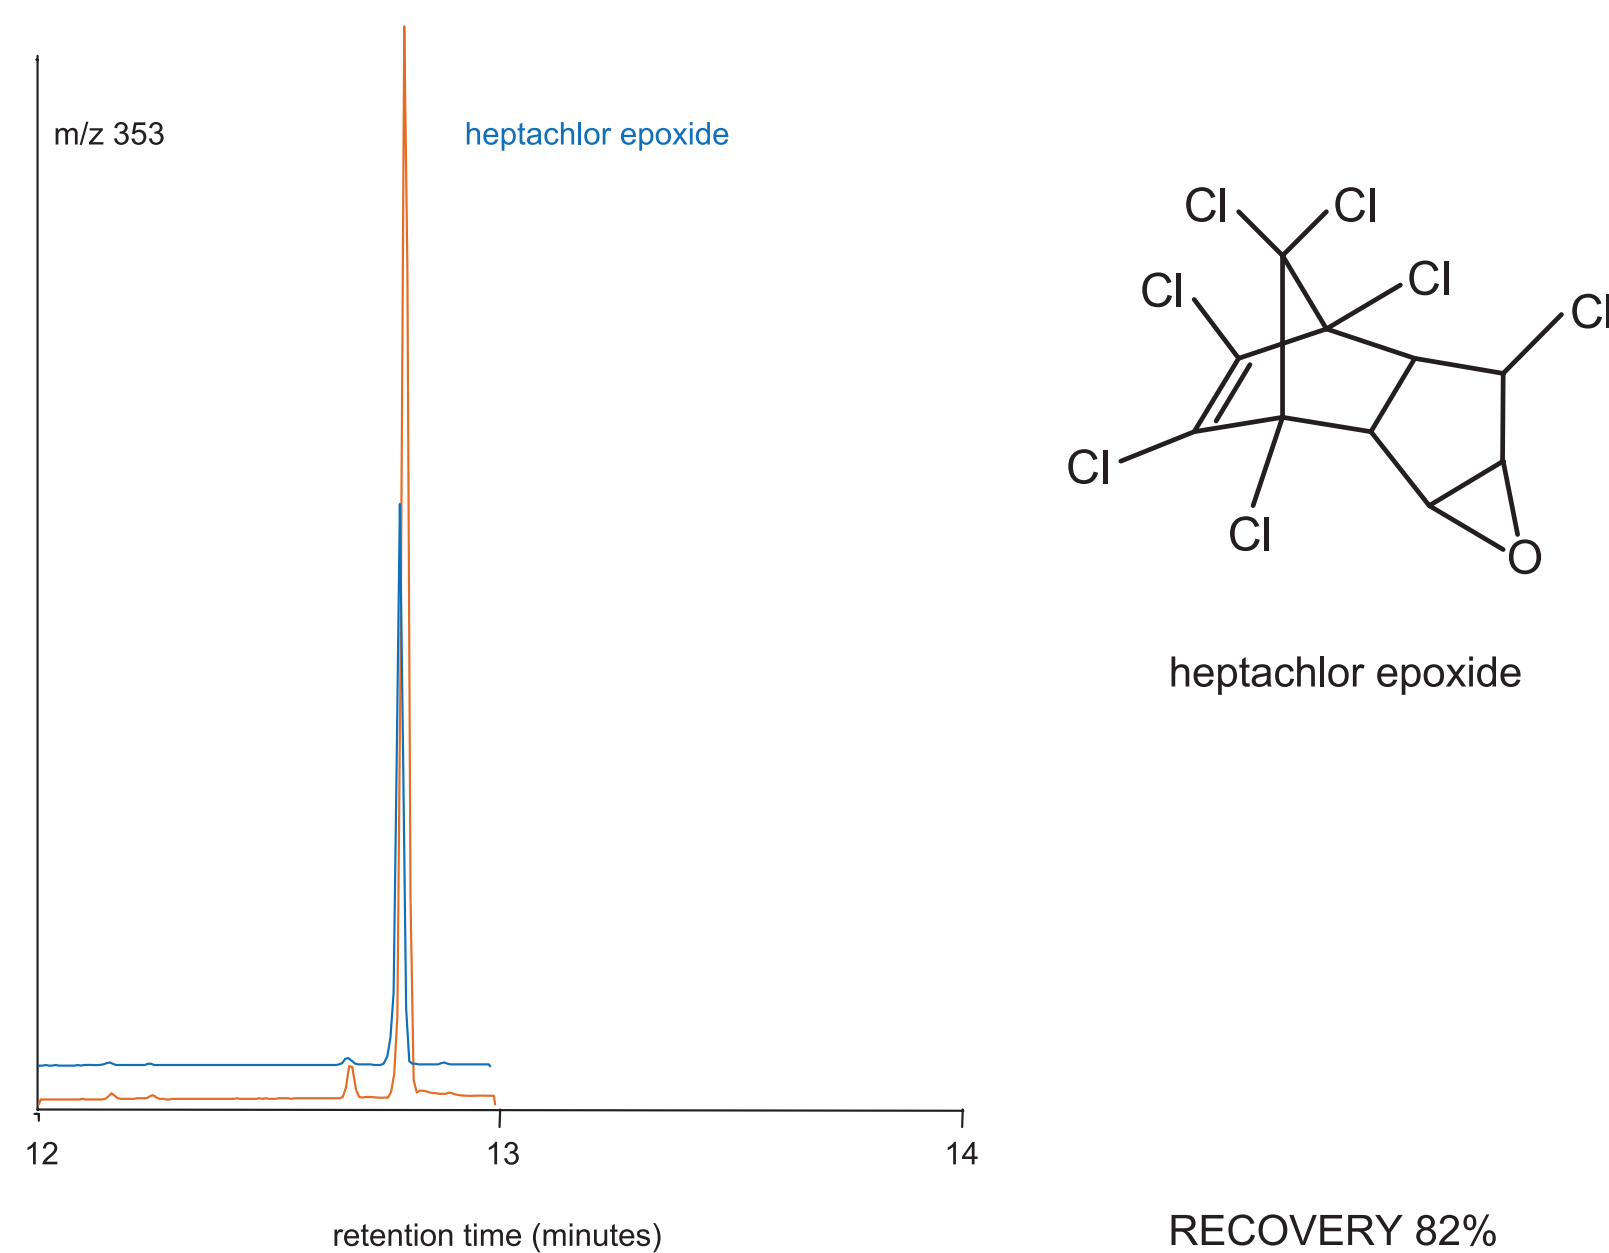 m/z 353
heptachlor epoxide
12
13
14
retention time (minutes)
Cl
Cl
Cl
Cl
Cl
Cl
Cl
O
heptachlor epoxide
RECOVERY 82%